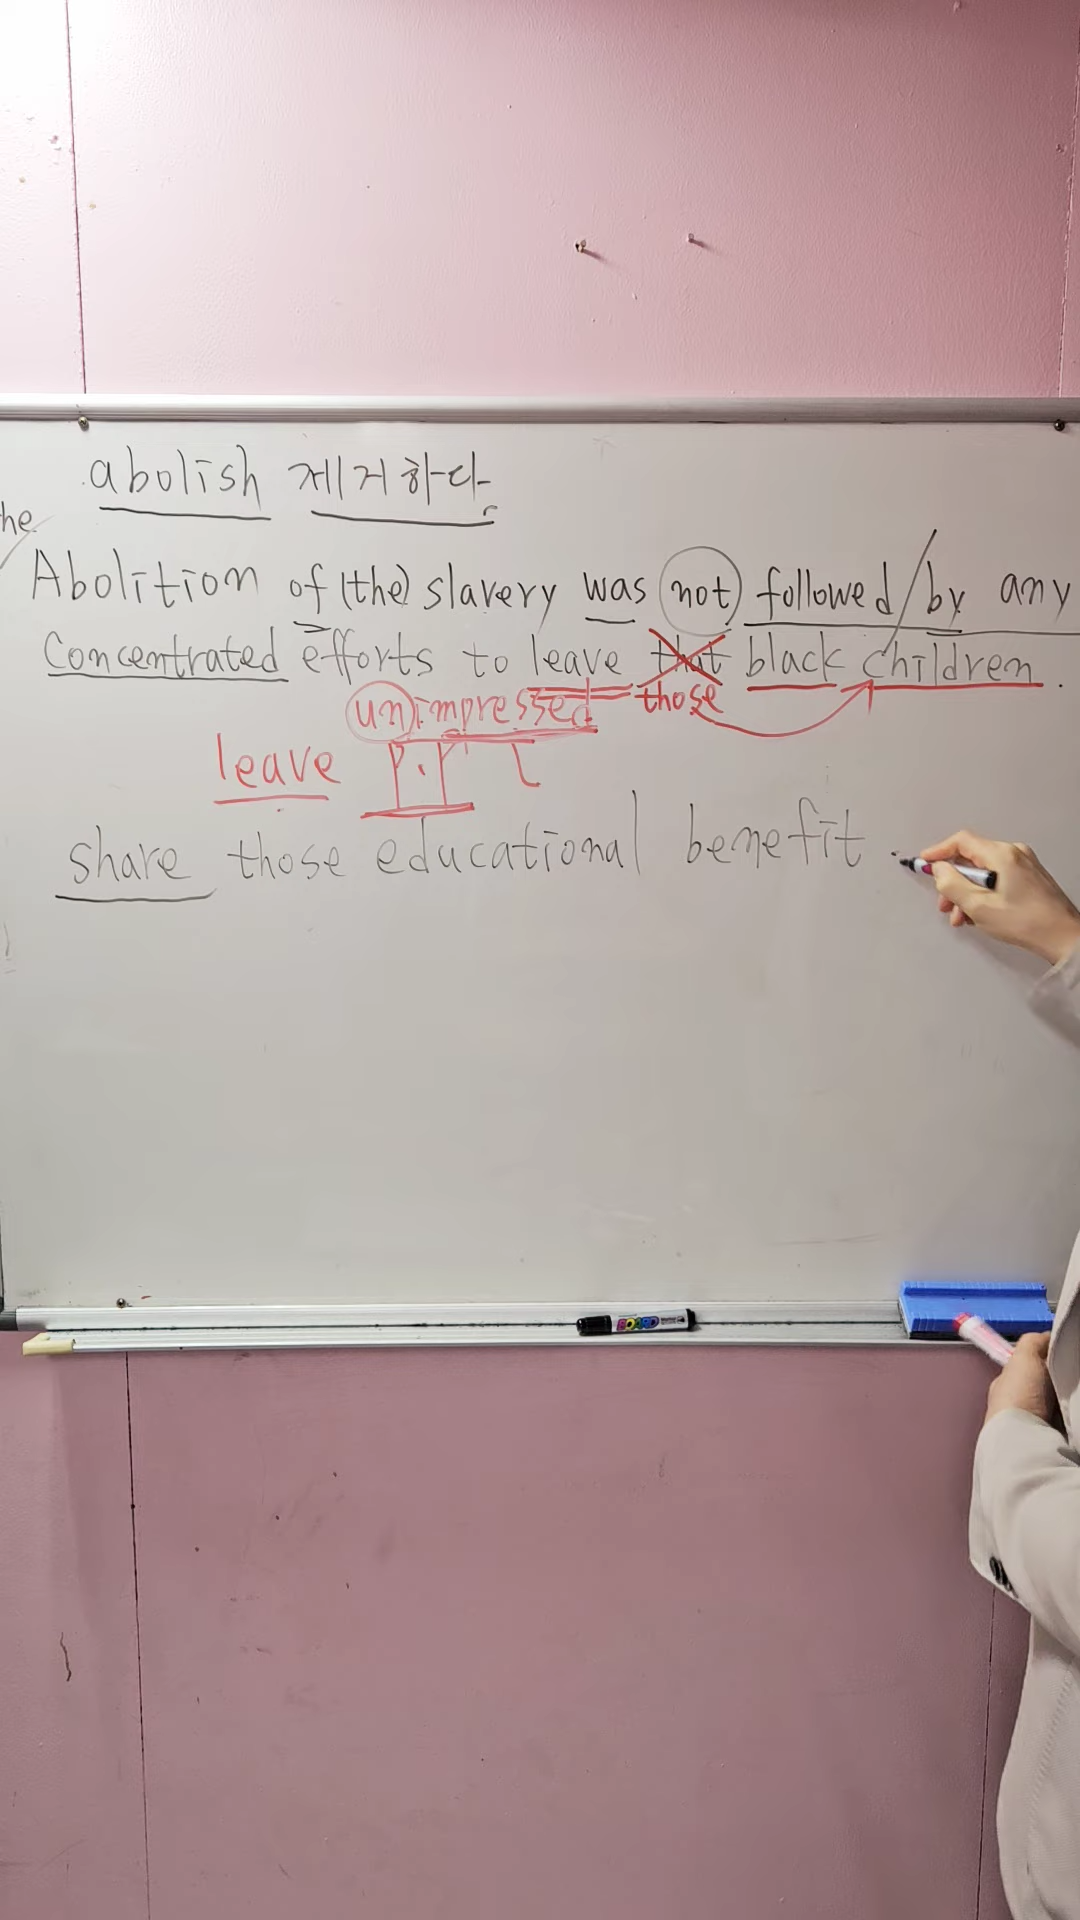 abolish 제거하다
he
Abolition of (the) slavery was not followed / by any
Concentrated efforts to leave that black children.
unimpressed those
leave p.p
share those educational benefit